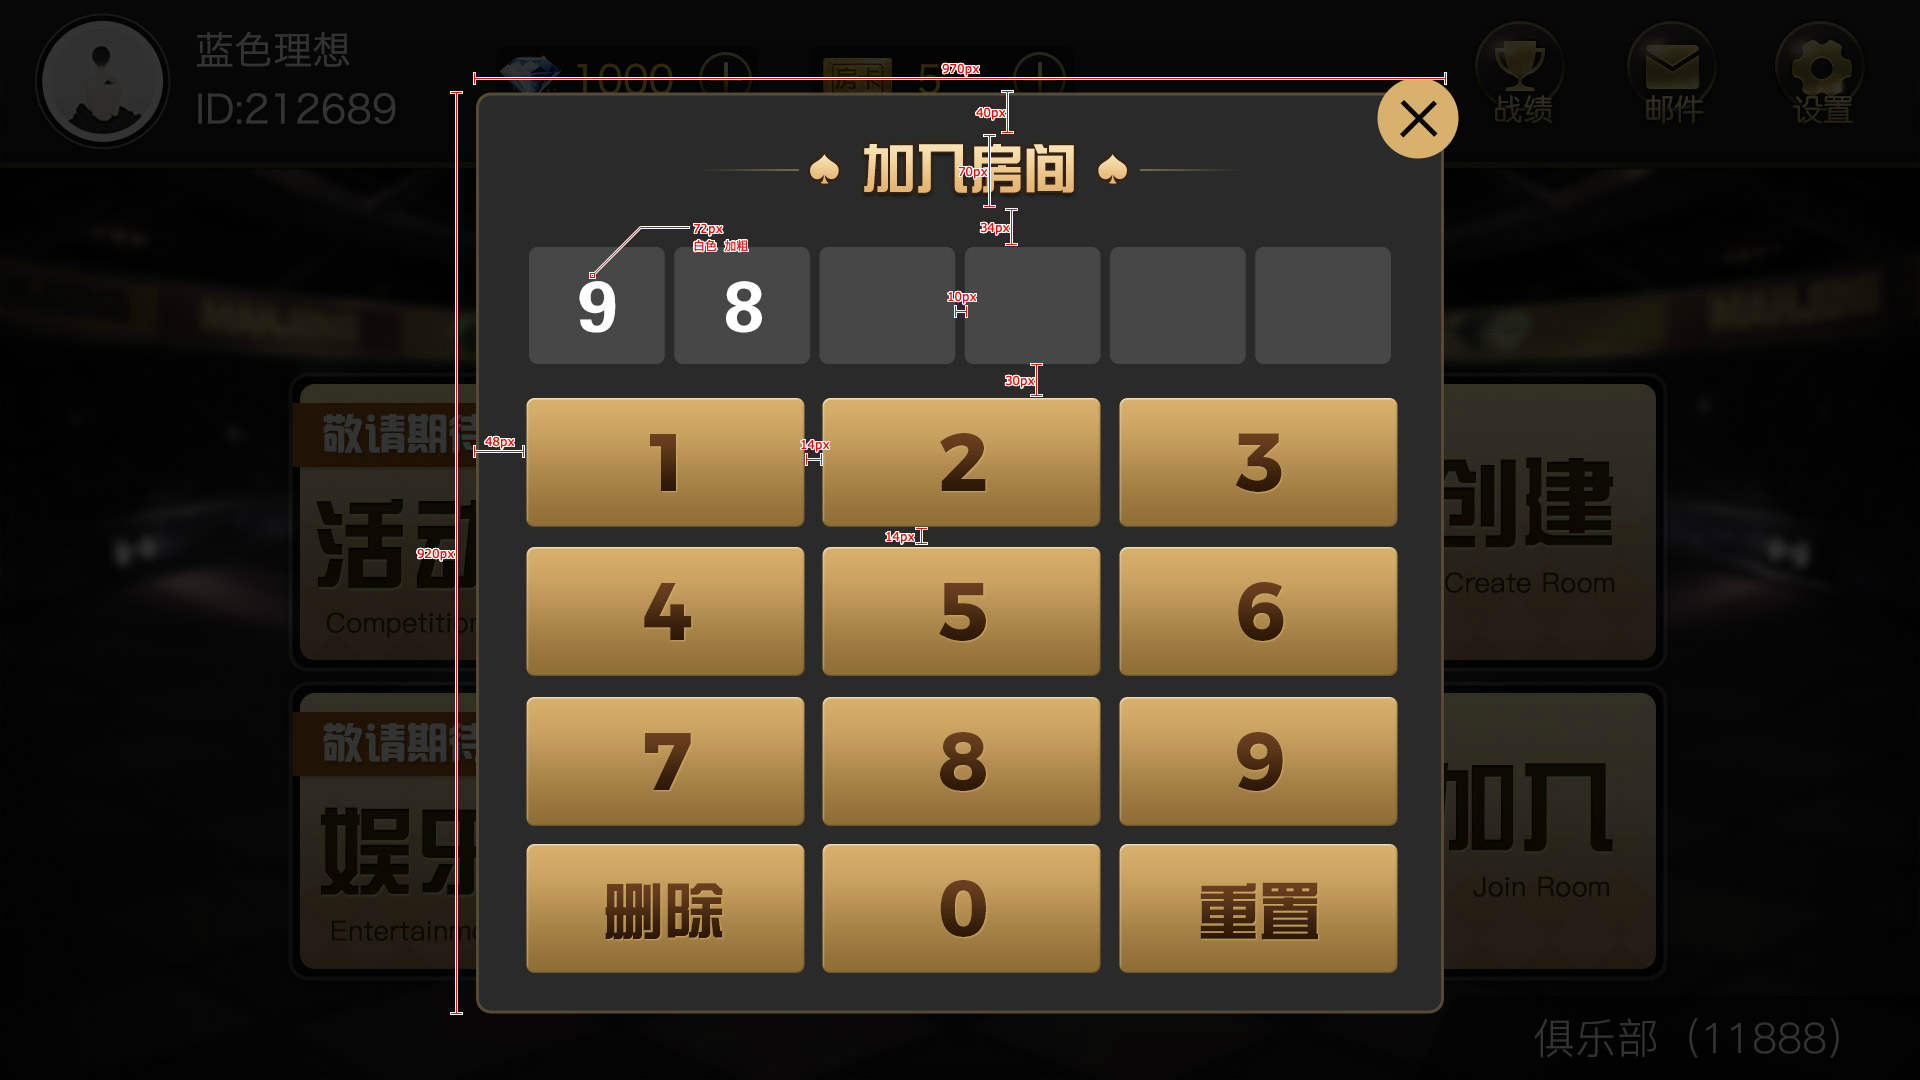 蓝色理想
ID:212689
1000
房卡
5
战绩
邮件
设置
970px
40px
加入房间
70px
34px
72px
白色 加粗
9
8
10px
30px
48px
14px
1
2
3
14px
920px
4
5
6
7
8
9
删除
0
重置
敬请期待
活动
Competition
敬请期待
娱乐
Entertainme
创建
Create Room
加入
Join Room
俱乐部（11888）